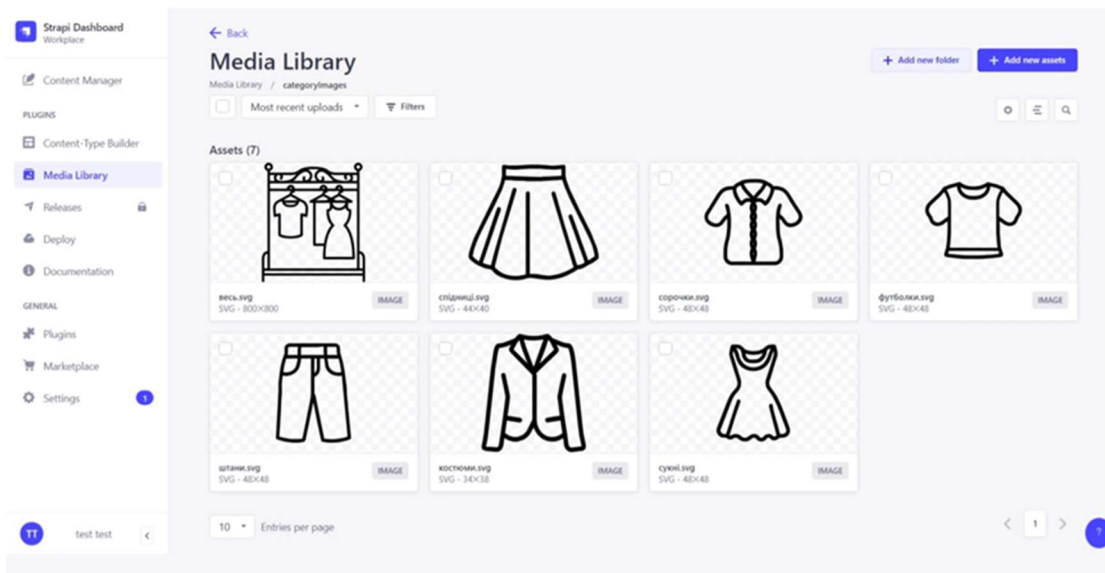 Strapi Dashboard
Workplace
Content Manager
PLUGINS
Content-Type Builder
Media Library
Releases
Deploy
Documentation
GENERAL
Plugins
Marketplace
Settings
1
TT
test test
Back
Media Library
Media Library / categoryImages
Add new folder
Add new assets
Most recent uploads
Filters
Assets (7)
весь.svg
SVG - 800×800
IMAGE
спідниці.svg
SVG - 44×40
IMAGE
сорочки.svg
SVG - 48×48
IMAGE
футболки.svg
SVG - 48×48
IMAGE
штани.svg
SVG - 48×48
IMAGE
костюми.svg
SVG - 34×38
IMAGE
сукні.svg
SVG - 48×48
IMAGE
10
Entries per page
1
?